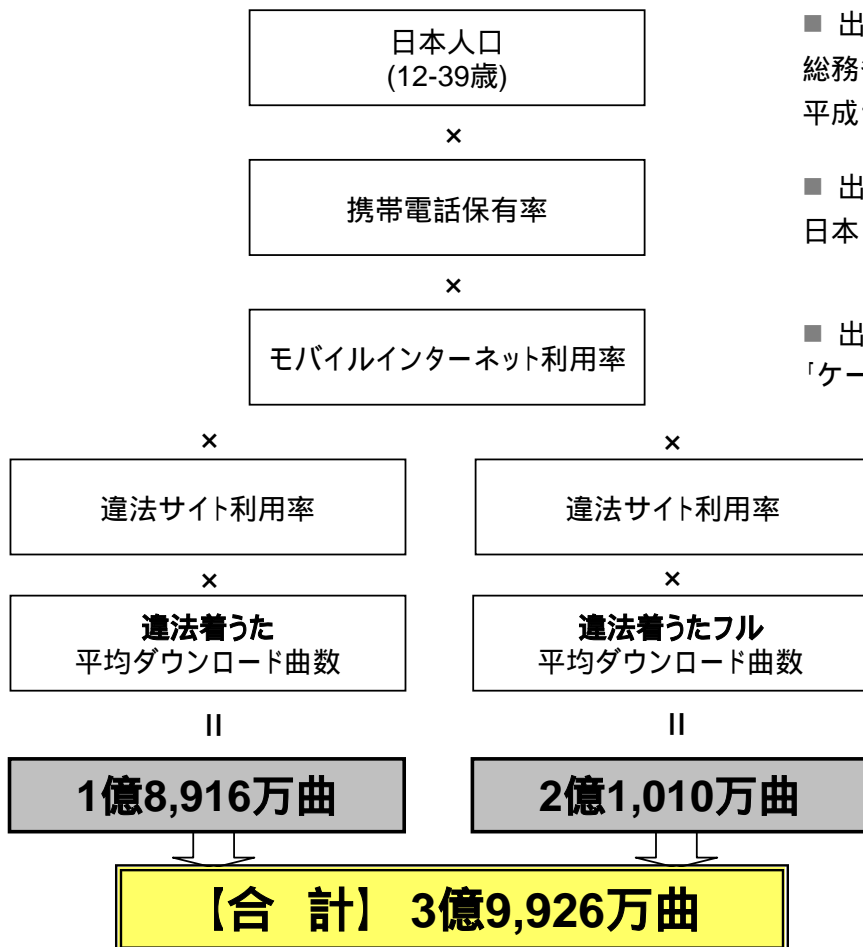 日本人口
(12-39歳)
×
携帯電話保有率
×
モバイルインターネット利用率
×
×
違法サイト利用率
違法サイト利用率
×
×
違法着うた
平均ダウンロード曲数
違法着うたフル
平均ダウンロード曲数
=
=
1億8,916万曲
2億1,010万曲
【合 計】 3億9,926万曲
■ 出
総務
平成
■ 出
日本
■ 出
「ケー